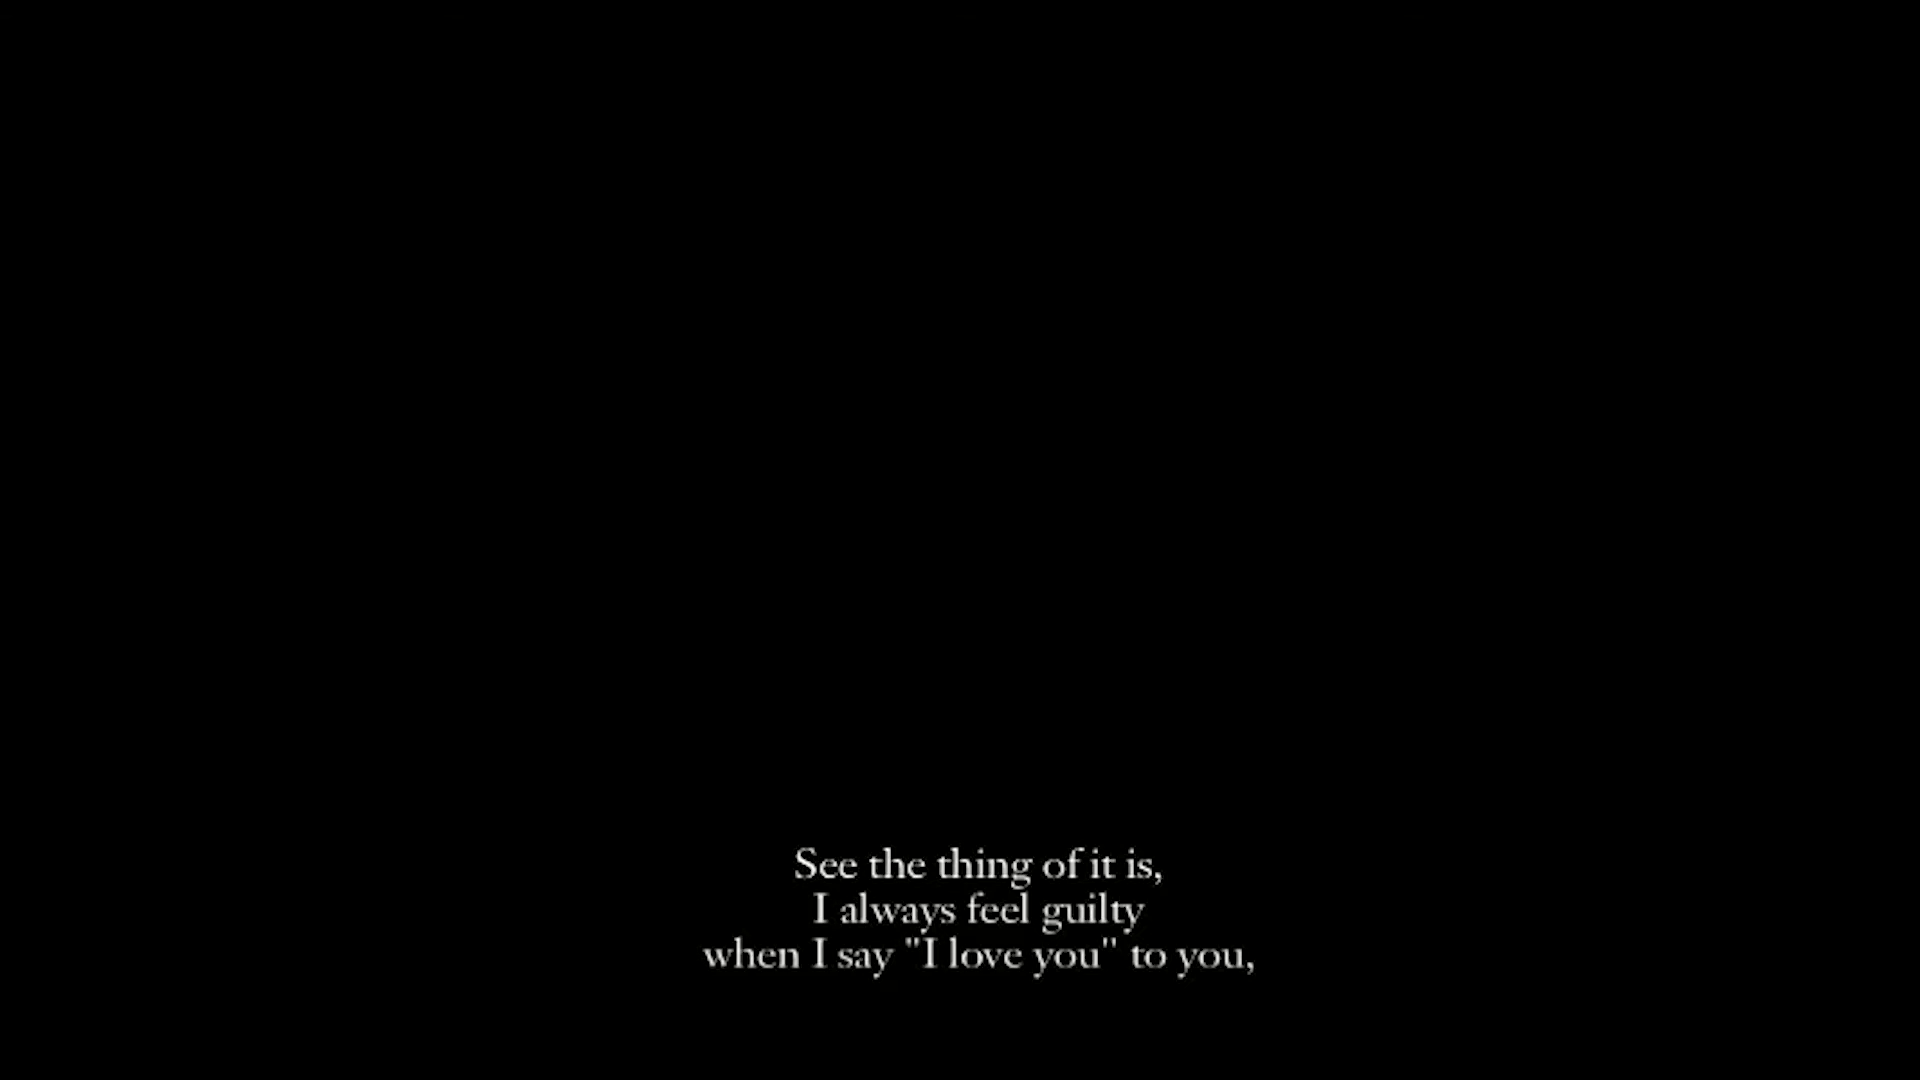 See the thing of it is,
I always feel guilty
when I say "I love you" to you,